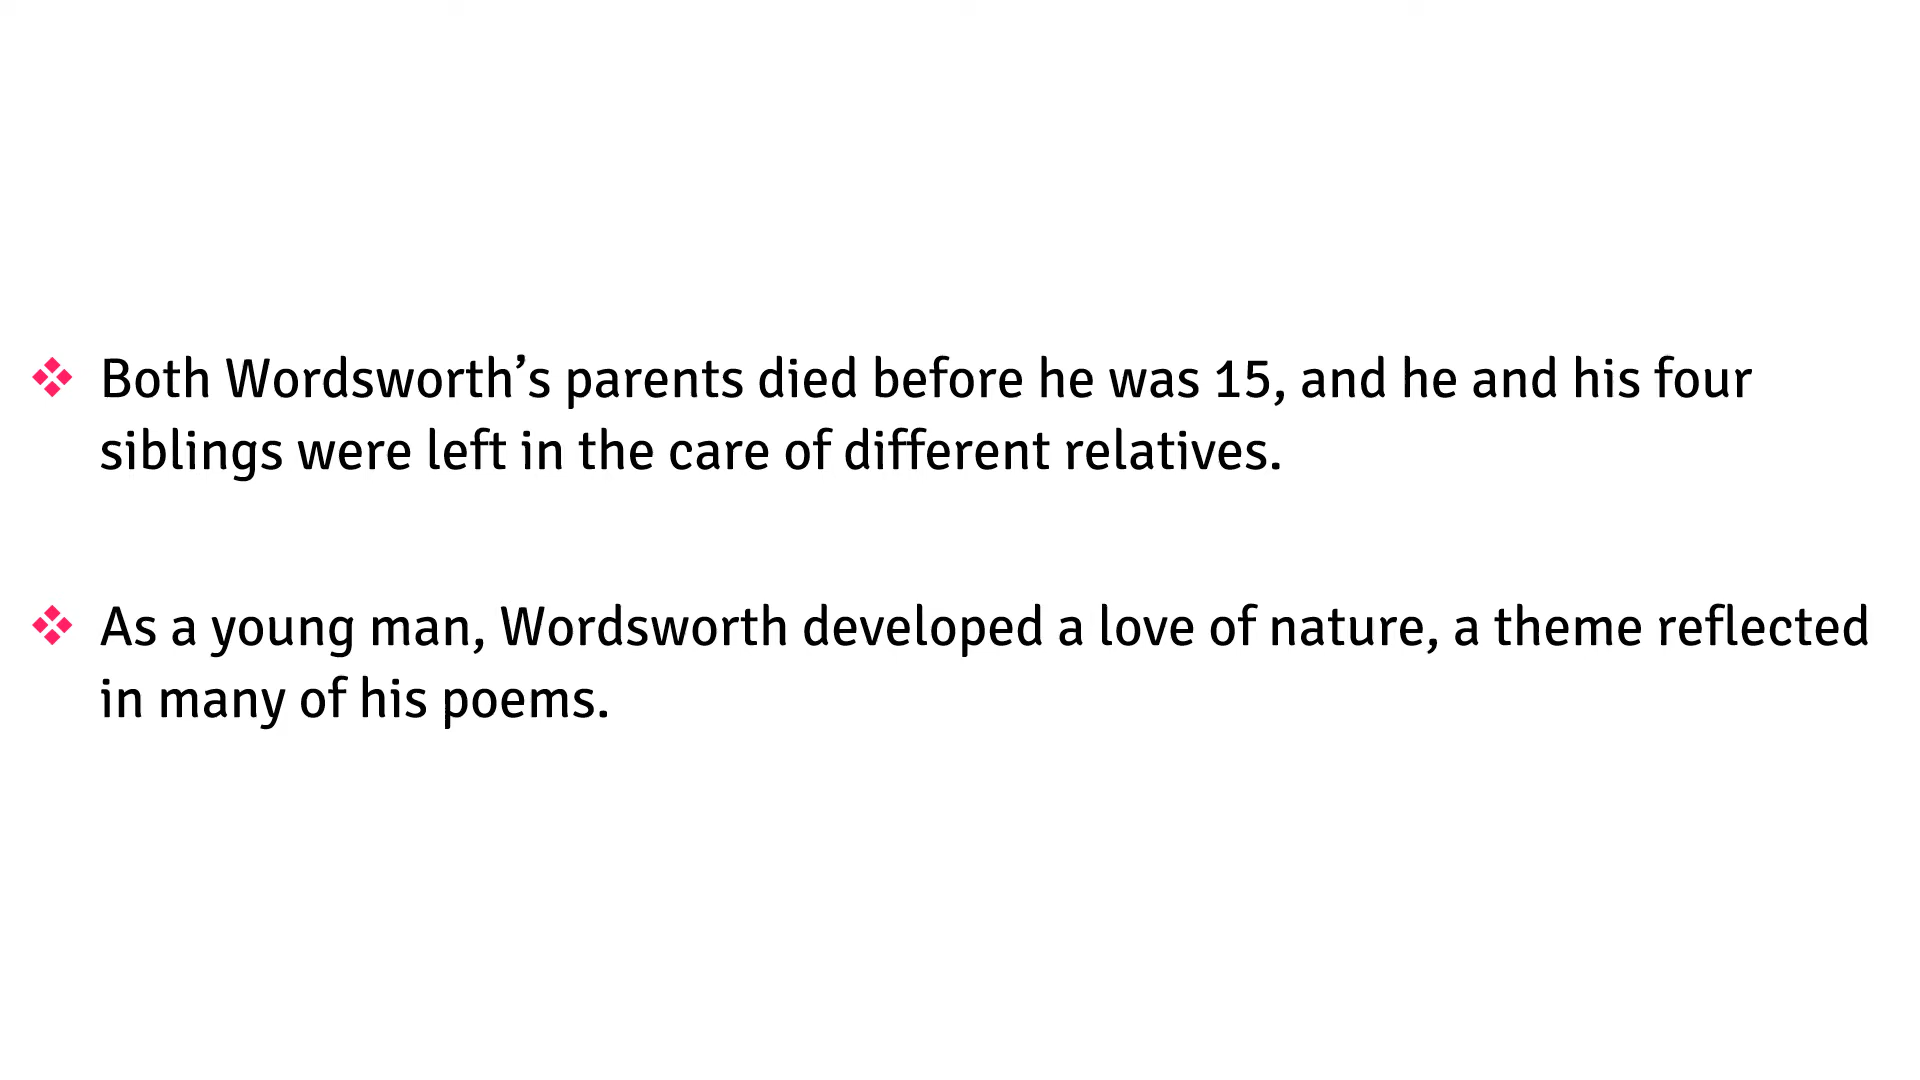 ❖ Both Wordsworth’s parents died before he was 15, and he and his four
siblings were left in the care of different relatives.
❖ As a young man, Wordsworth developed a love of nature, a theme reflected
in many of his poems.